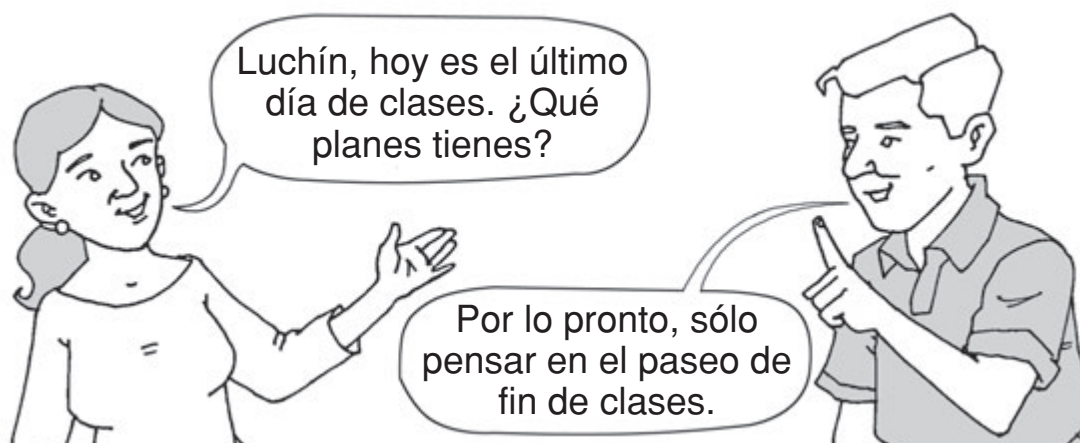 Luchín, hoy es el último
día de clases. ¿Qué
planes tienes?
Por lo pronto, sólo
pensar en el paseo de
fin de clases.